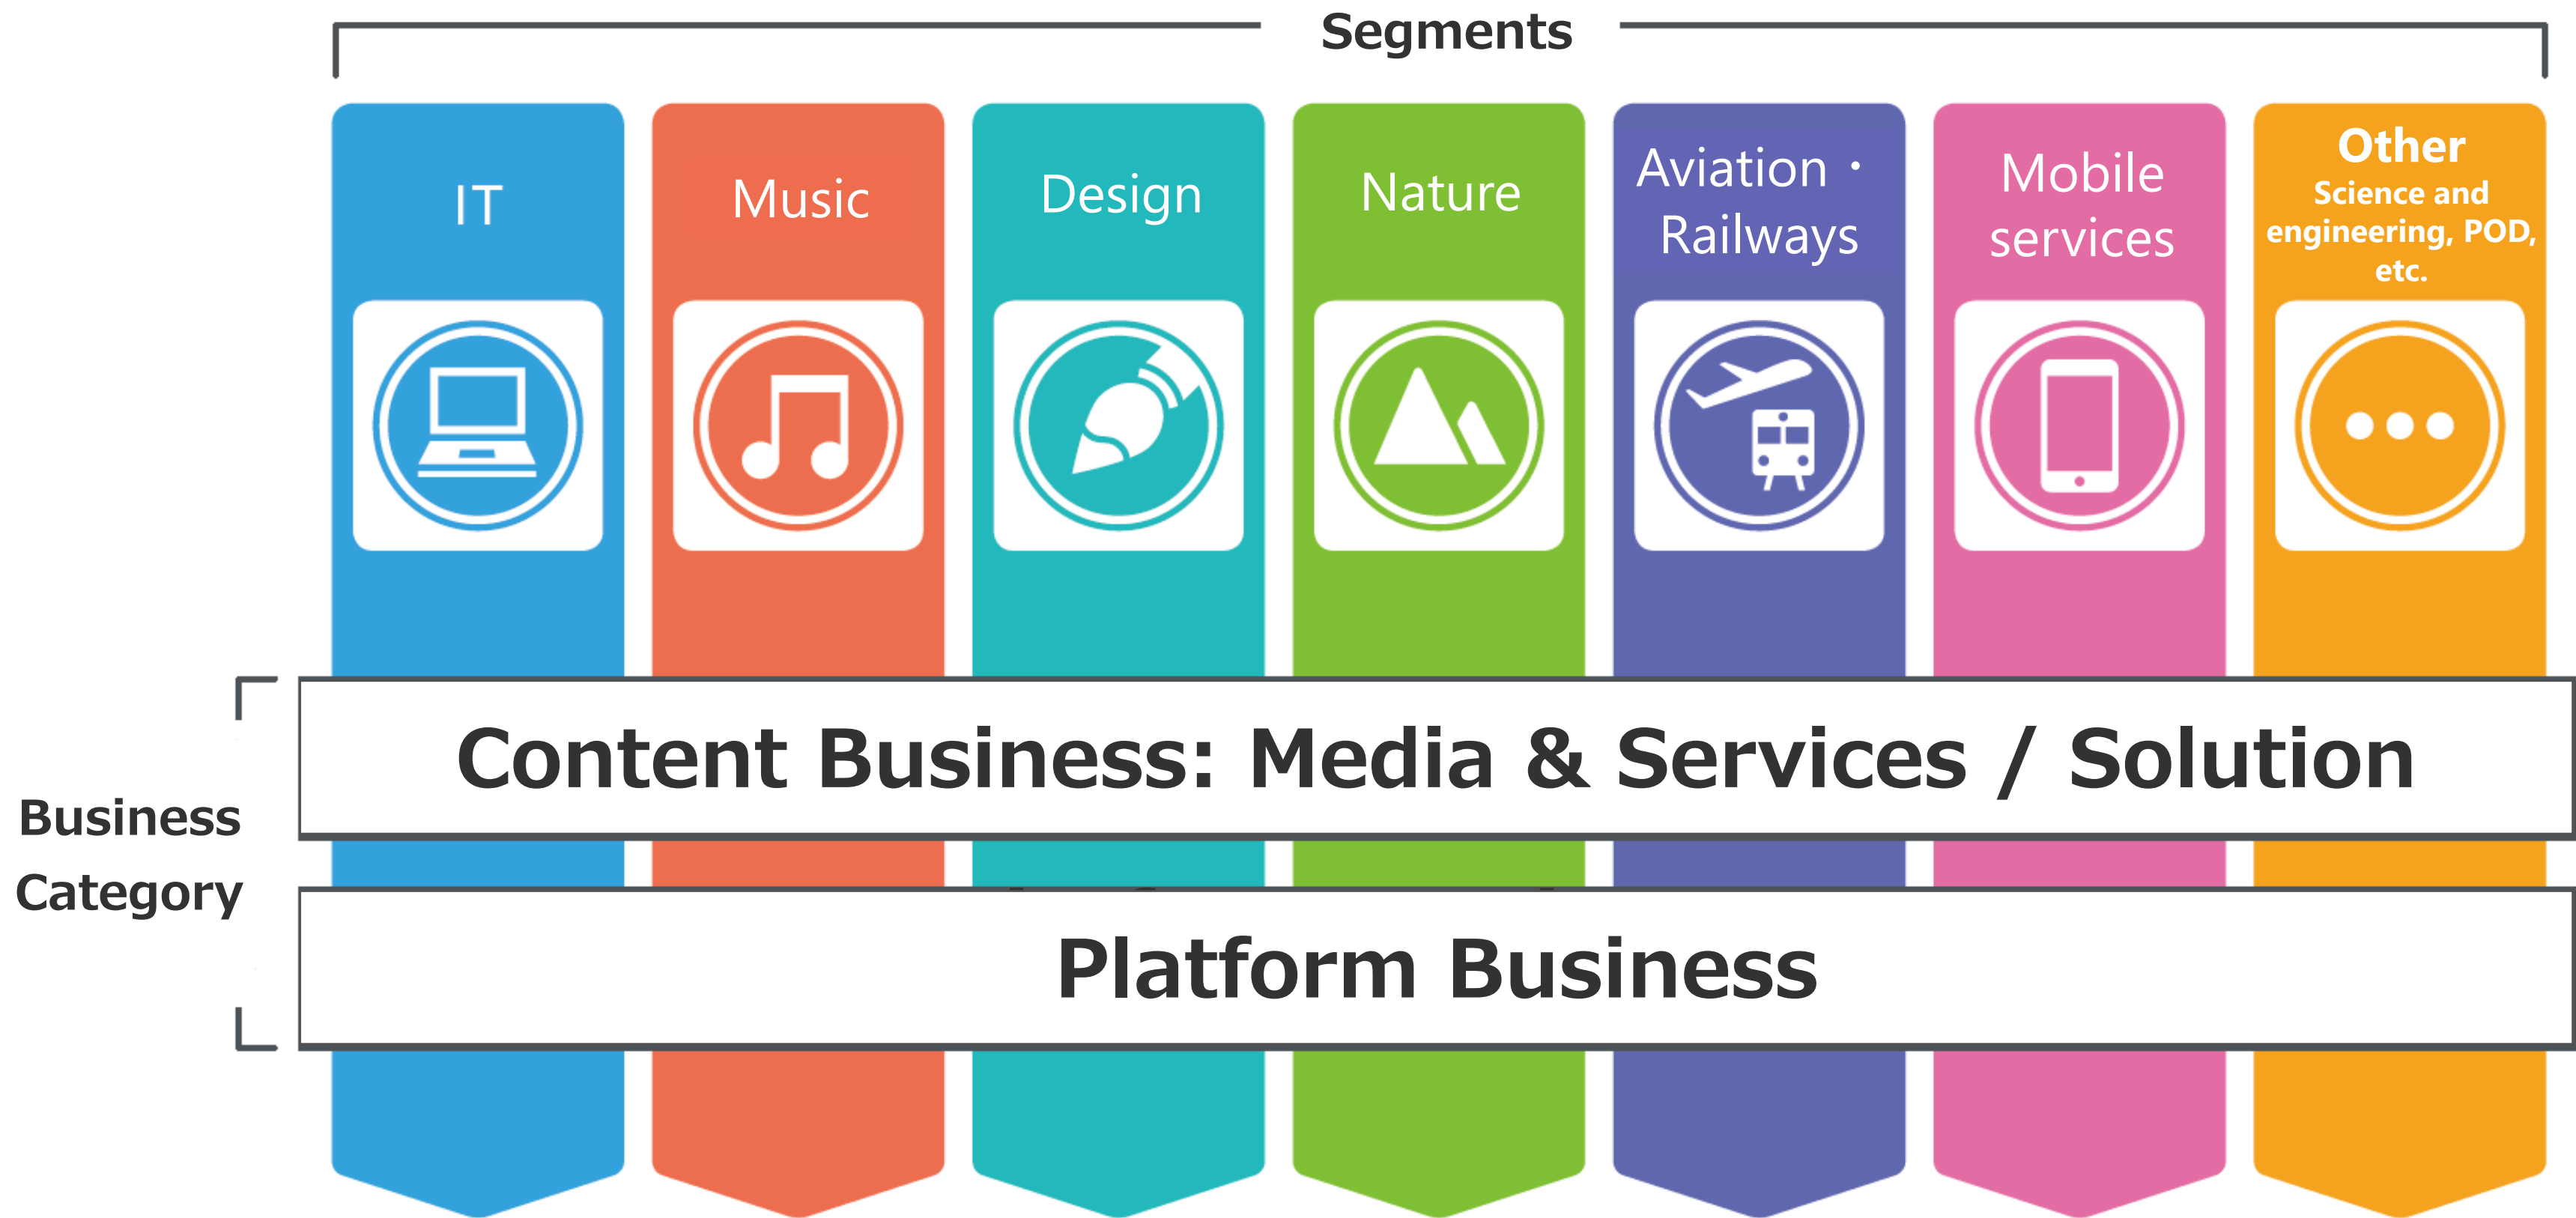 Segments
IT
Music
Design
Nature
Aviation・
Railways
Mobile
services
Other
Science and
engineering, POD,
etc.
Business
Category
Content Business: Media & Services / Solution
Platform Business